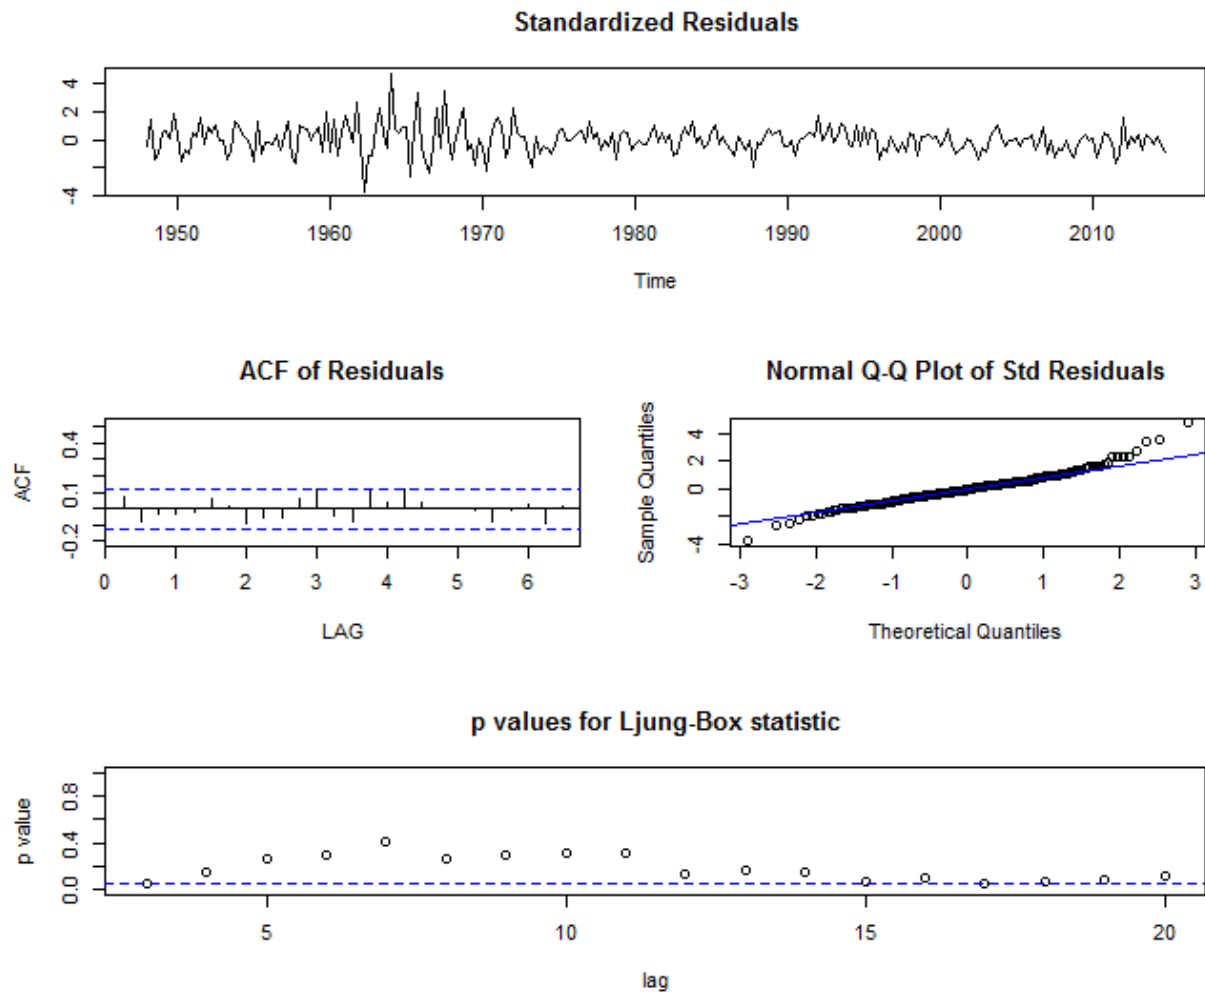 Standardized Residuals
4
2
0
-4
1950 1960 1970 1980 1990 2000 2010
Time
ACF of Residuals
ACF
0.4
0.1
-0.2
0 1 2 3 4 5 6
LAG
Normal Q-Q Plot of Std Residuals
Sample Quantiles
4
2
0
-4
-3 -2 -1 0 1 2 3
Theoretical Quantiles
p values for Ljung-Box statistic
p value
0.8
0.4
0.0
5 10 15 20
lag